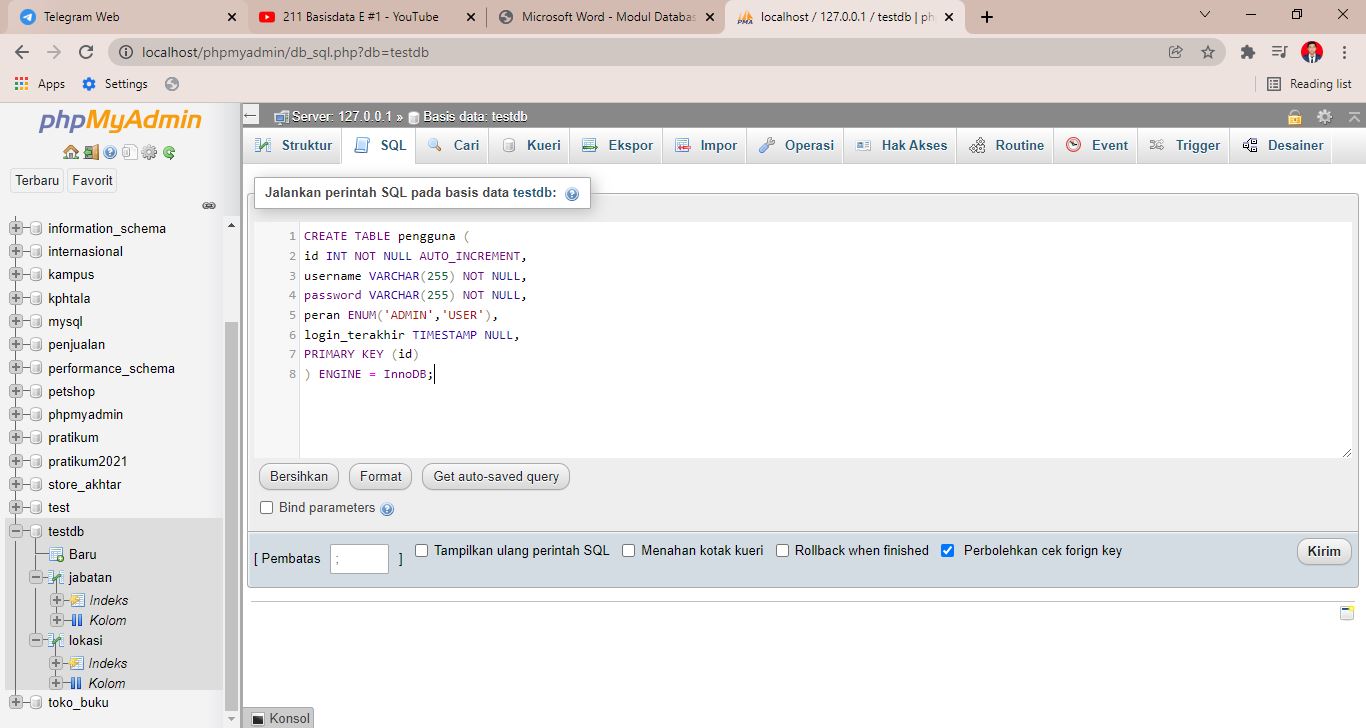 Telegram Web
211 Basisdata E #1 - YouTube
Microsoft Word - Modul Databas
localhost / 127.0.0.1 / testdb | ph
localhost/phpmyadmin/db_sql.php?db=testdb
Apps
Settings
Reading list
phpMyAdmin
Terbaru
Favorit
information_schema
internasional
kampus
kphtala
mysql
penjualan
performance_schema
petshop
phpmyadmin
pratikum
pratikum2021
store_akhtar
test
testdb
Baru
jabatan
Indeks
Kolom
lokasi
Indeks
Kolom
toko_buku
Server: 127.0.0.1 » Basis data: testdb
Struktur
SQL
Cari
Kueri
Ekspor
Impor
Operasi
Hak Akses
Routine
Event
Trigger
Desainer
Jalankan perintah SQL pada basis data testdb:
1 CREATE TABLE pengguna (
2 id INT NOT NULL AUTO_INCREMENT,
3 username VARCHAR(255) NOT NULL,
4 password VARCHAR(255) NOT NULL,
5 peran ENUM('ADMIN','USER'),
6 login_terakhir TIMESTAMP NULL,
7 PRIMARY KEY (id)
8 ) ENGINE = InnoDB;
Bersihkan
Format
Get auto-saved query
Bind parameters
[ Pembatas ; ]
Tampilkan ulang perintah SQL
Menahan kotak kueri
Rollback when finished
Perbolehkan cek forign key
Kirim
Konsol